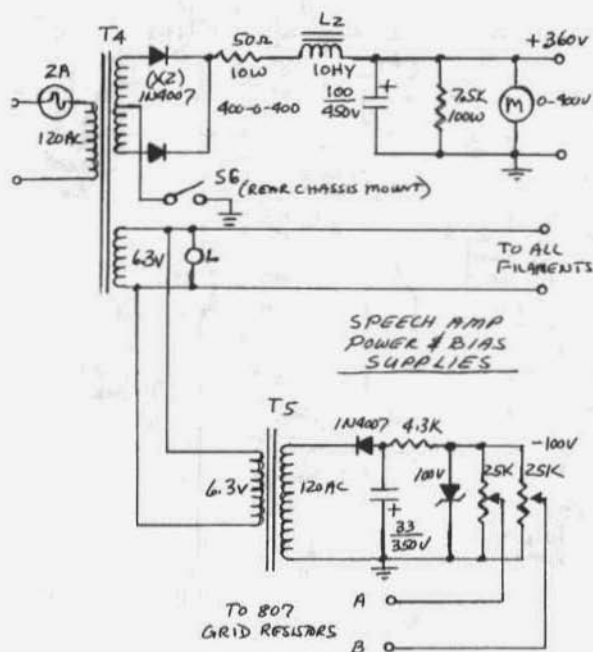 T4
2A
120AC
(X2)
1N4007
50Ω
10W
L2
10HY
400-0-400
100
450V
+
7.5K
100W
M
0-400V
+360V
S6 (REAR CHASSIS MOUNT)
6.3V
L
TO ALL
FILAMENTS
SPEECH AMP
POWER & BIAS
SUPPLIES
T5
6.3V
120AC
1N4007
4.3K
+
33
350V
100V
25K
25K
-100V
TO 807
GRID RESISTORS
A
B